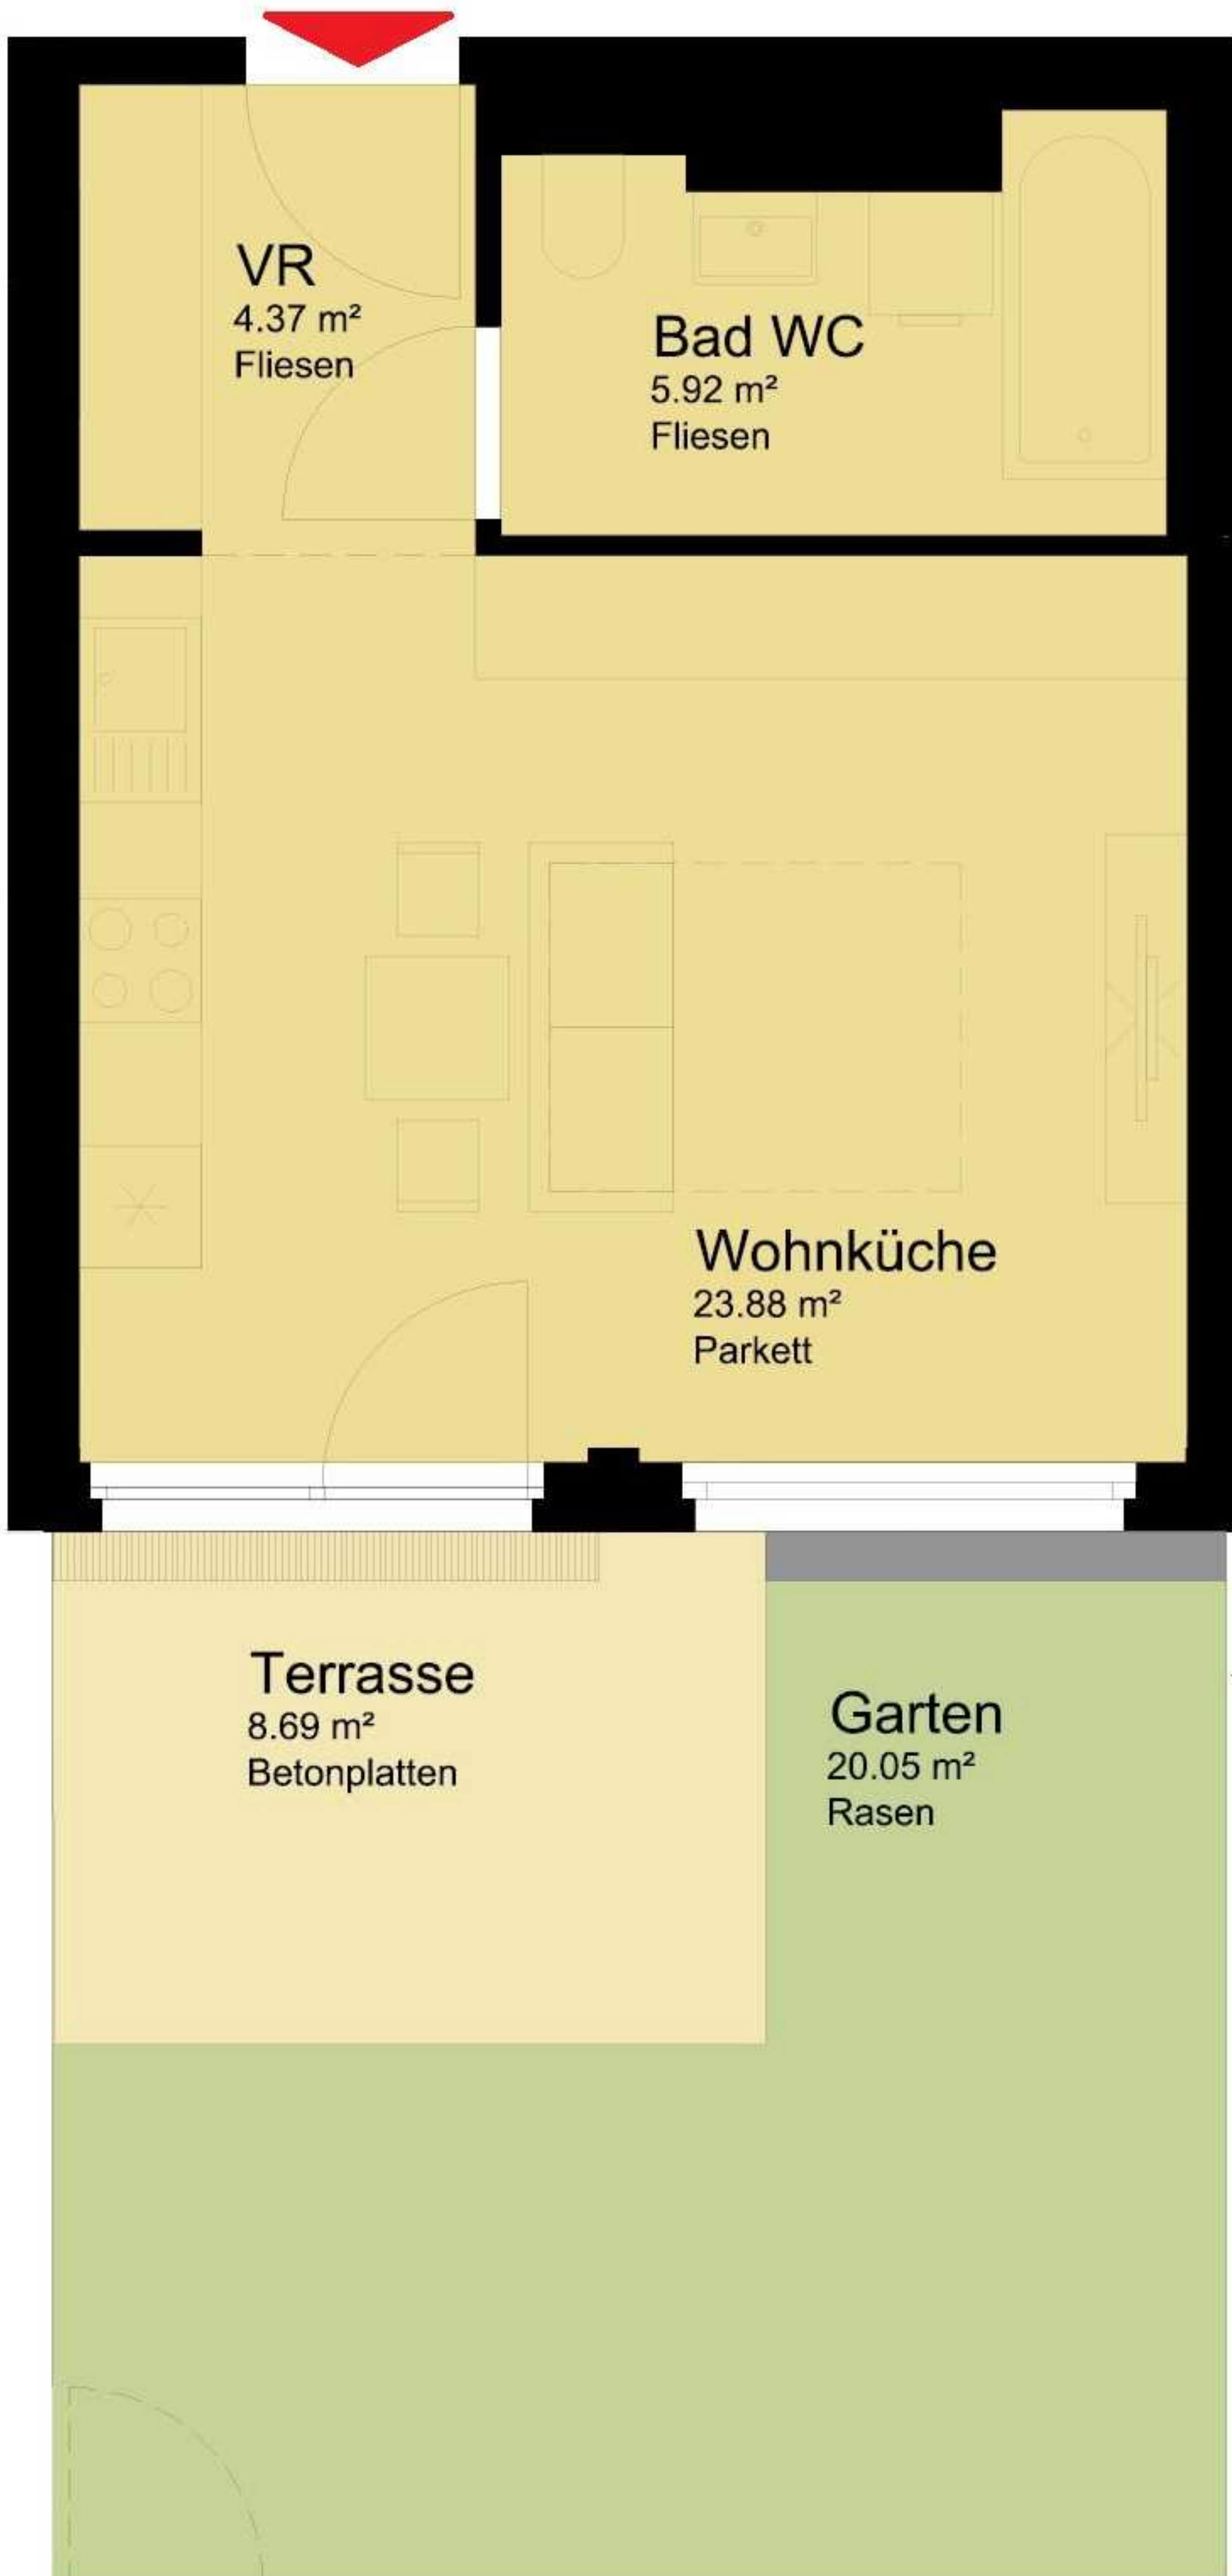 VR
4.37 m²
Fliesen
Bad WC
5.92 m²
Fliesen
Wohnküche
23.88 m²
Parkett
Terrasse
8.69 m²
Betonplatten
Garten
20.05 m²
Rasen